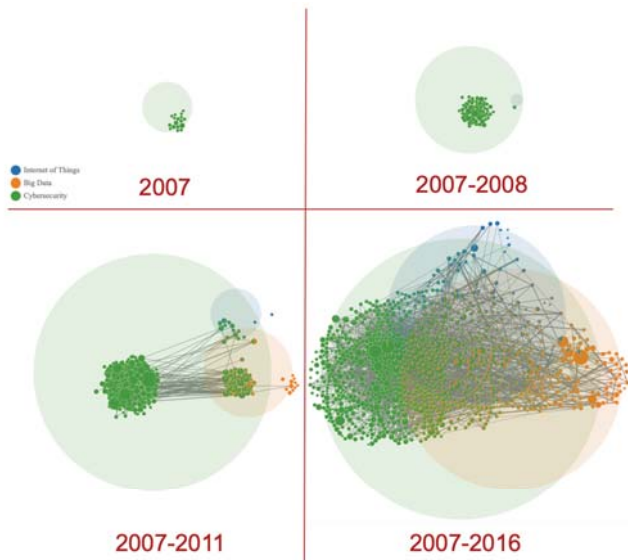 Internet of Things
Big Data
Cybersecurity
2007
2007-2008
2007-2011
2007-2016